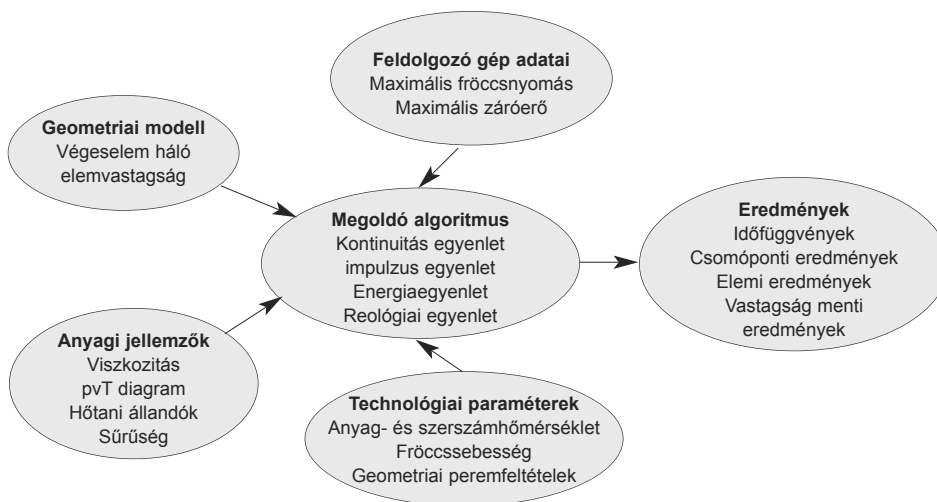 Feldolgozó gép adatai
Maximális fröccsnyomás
Maximális záróerő
Geometriai modell
Végeselem háló
elemvastagság
Megoldó algoritmus
Kontinuitás egyenlet
impulzus egyenlet
Energiaegyenlet
Reológiai egyenlet
Eredmények
Időfüggvények
Csomóponti eredmények
Elemi eredmények
Vastagság menti
eredmények
Anyagi jellemzők
Viszkozitás
pvT diagram
Hőtani állandók
Sűrűség
Technológiai paraméterek
Anyag- és szerszámhőmérséklet
Fröccssebesség
Geometriai peremfeltételek